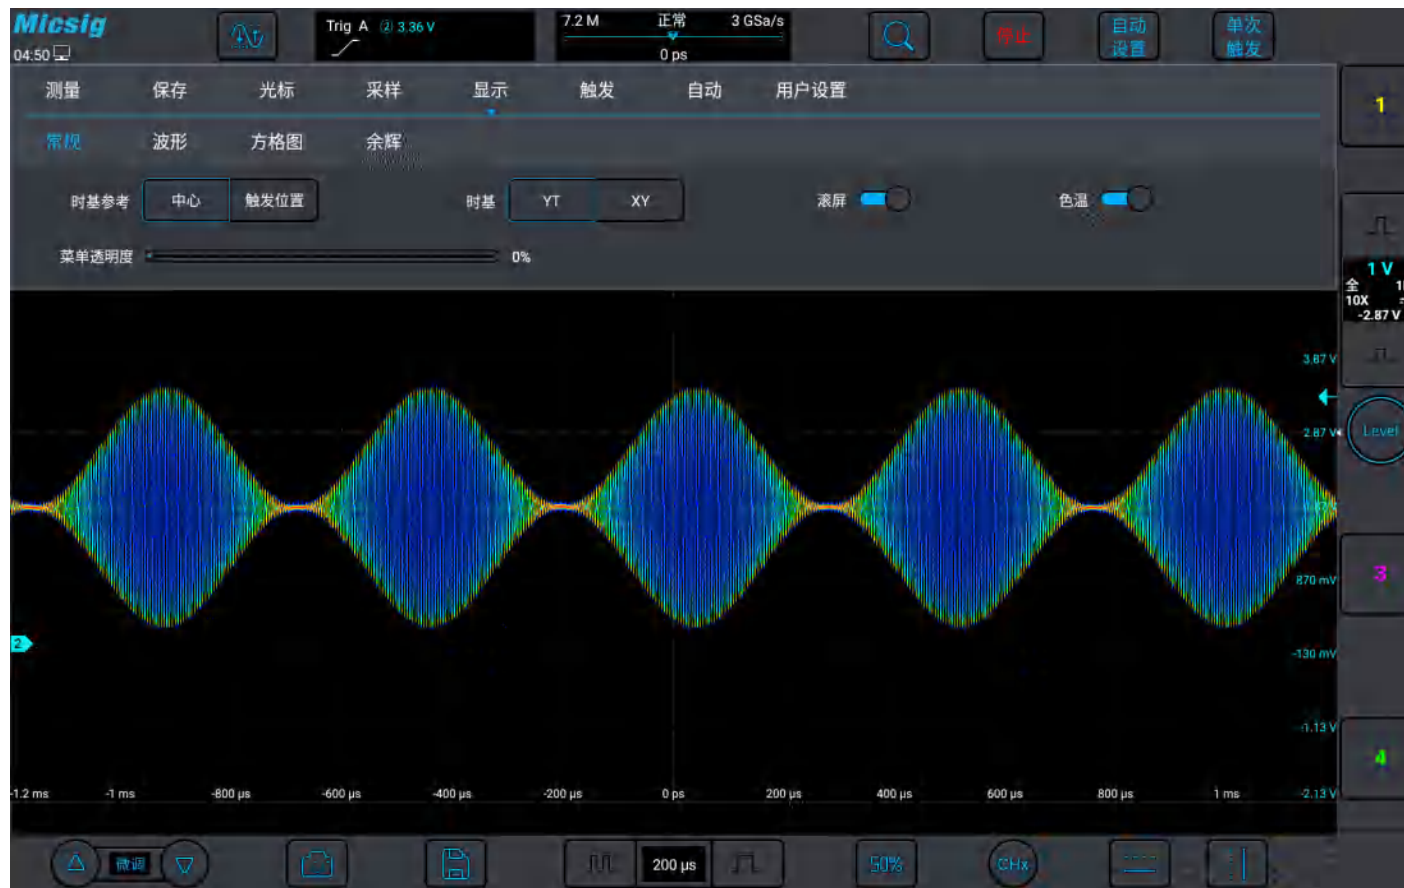 Micsig
04:50
Trig A ② 3.36 V
7.2 M 正常 3 GSa/s
0 ps
停止
自动
设置
单次
触发
测量 保存 光标 采样 显示 触发 自动 用户设置
常规 波形 方格图 余辉
时基参考 中心 触发位置 时基 YT XY 滚屏 色温
菜单透明度 0%
1
1 V
全
10X
-2.87 V
Level
3
4
3.87 V
2.87 V
870 mV
-130 mV
-1.13 V
-2.13 V
2
-1.2 ms -1 ms -800 µs -600 µs -400 µs -200 µs 0 ps 200 µs 400 µs 600 µs 800 µs 1 ms
微调 200 µs 50% CHx